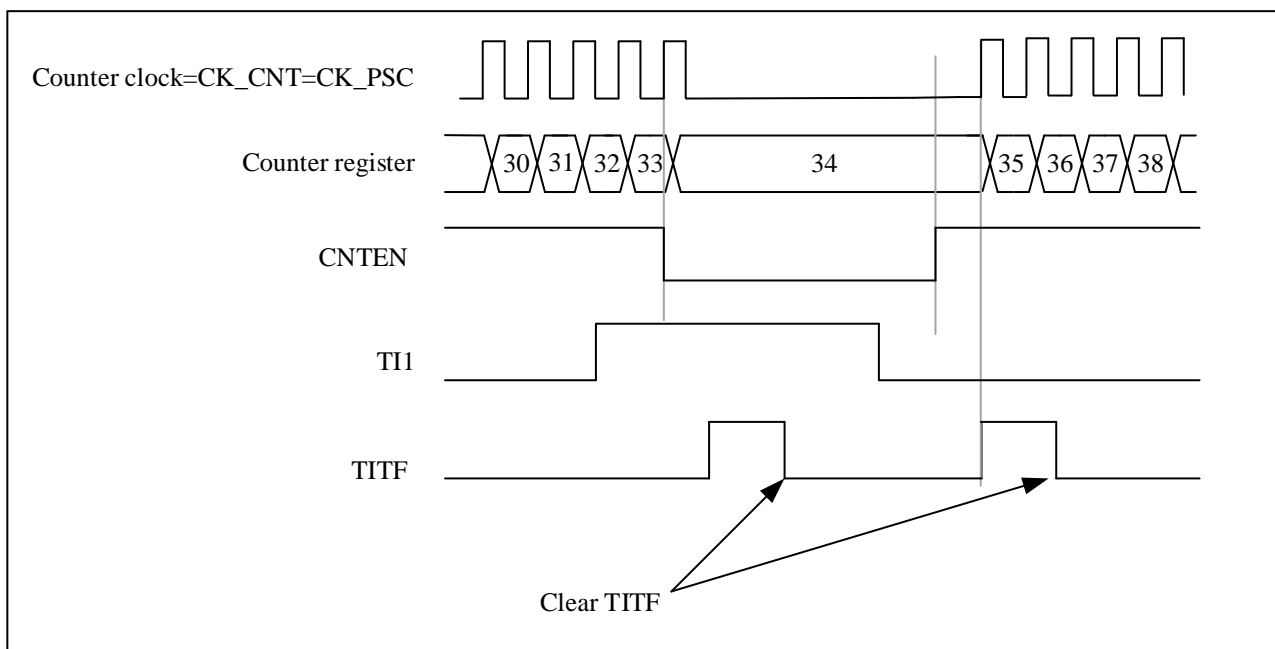 Counter clock=CK_CNT=CK_PSC
Counter register 30 31 32 33 34 35 36 37 38
CNTEN
TI1
TITF
Clear TITF